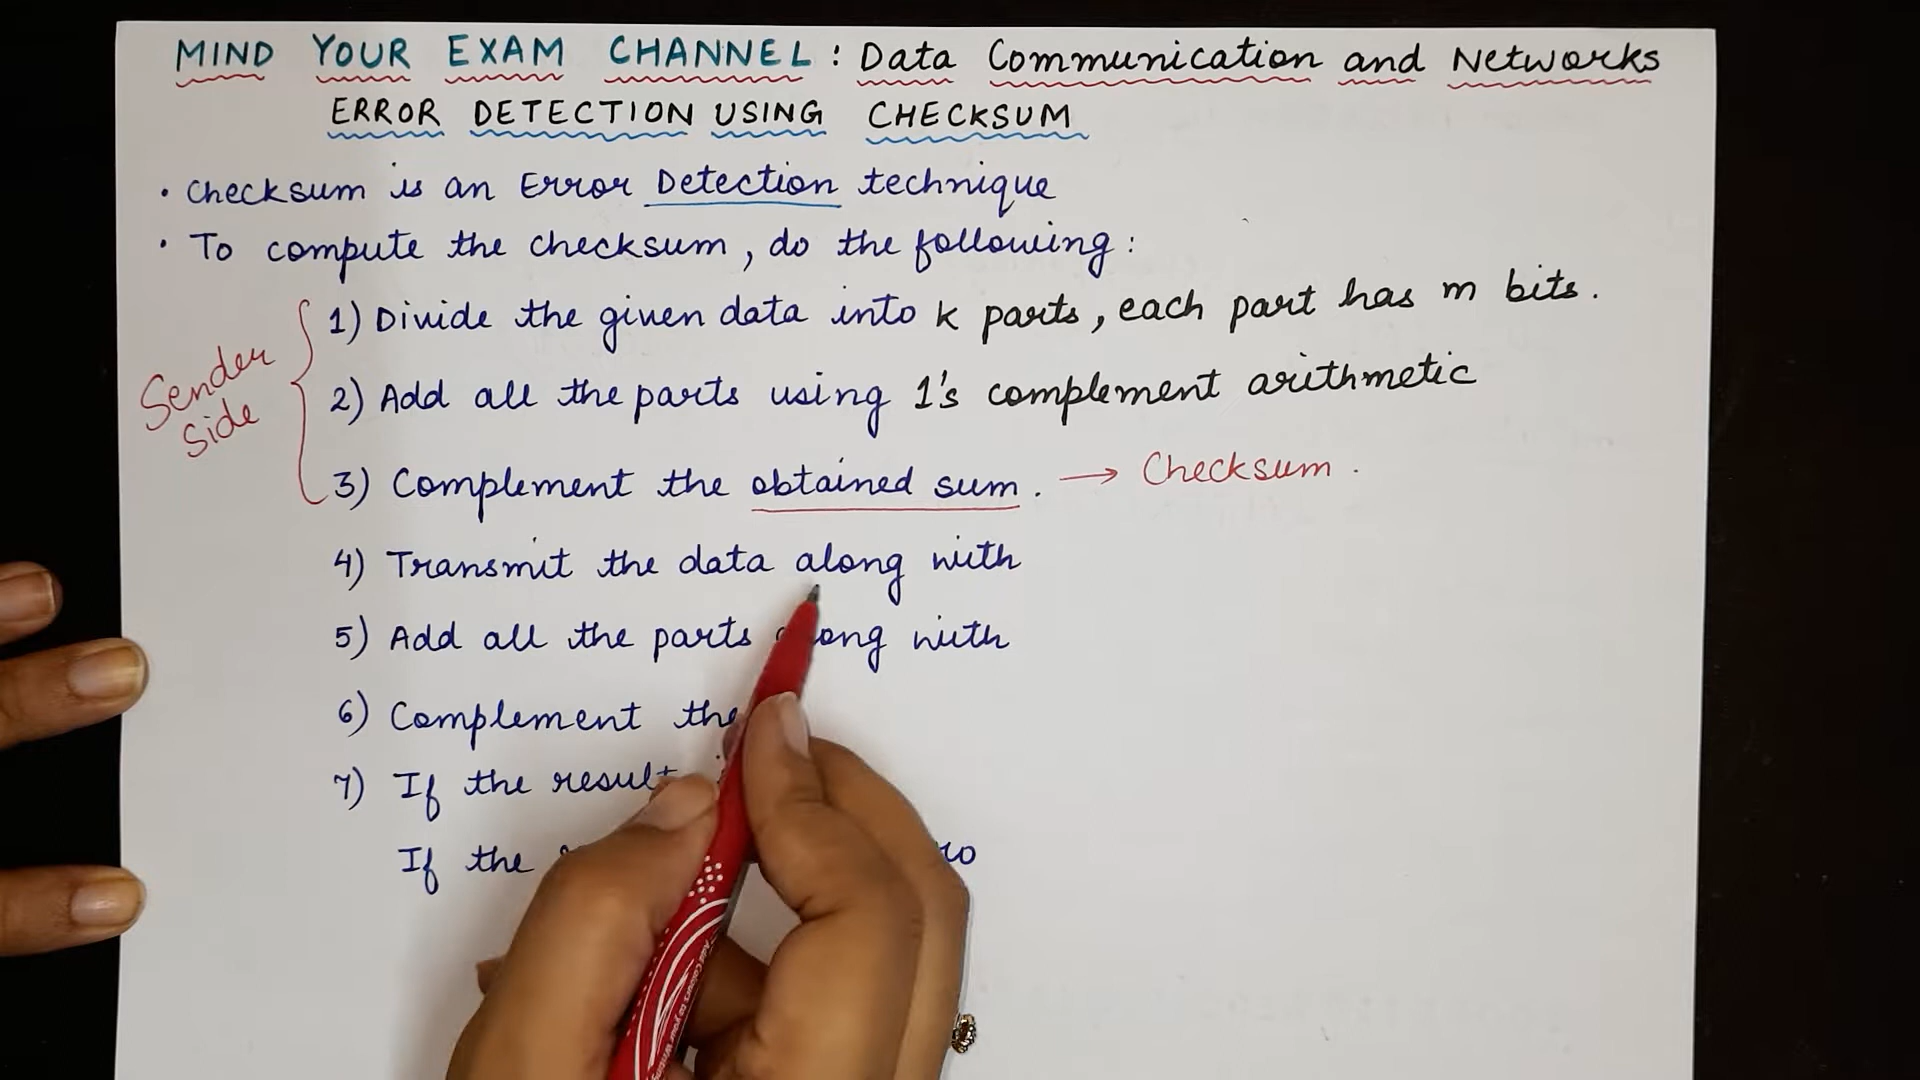 MIND YOUR EXAM CHANNEL : Data Communication and Networks
ERROR DETECTION USING CHECKSUM
• Checksum is an Error Detection technique
• To compute the checksum, do the following :
Sender side
1) Divide the given data into k parts, each part has m bits.
2) Add all the parts using 1's complement arithmetic
3) Complement the obtained sum. → Checksum.
4) Transmit the data along with
5) Add all the parts along with
6) Complement the
7) If the result
If the